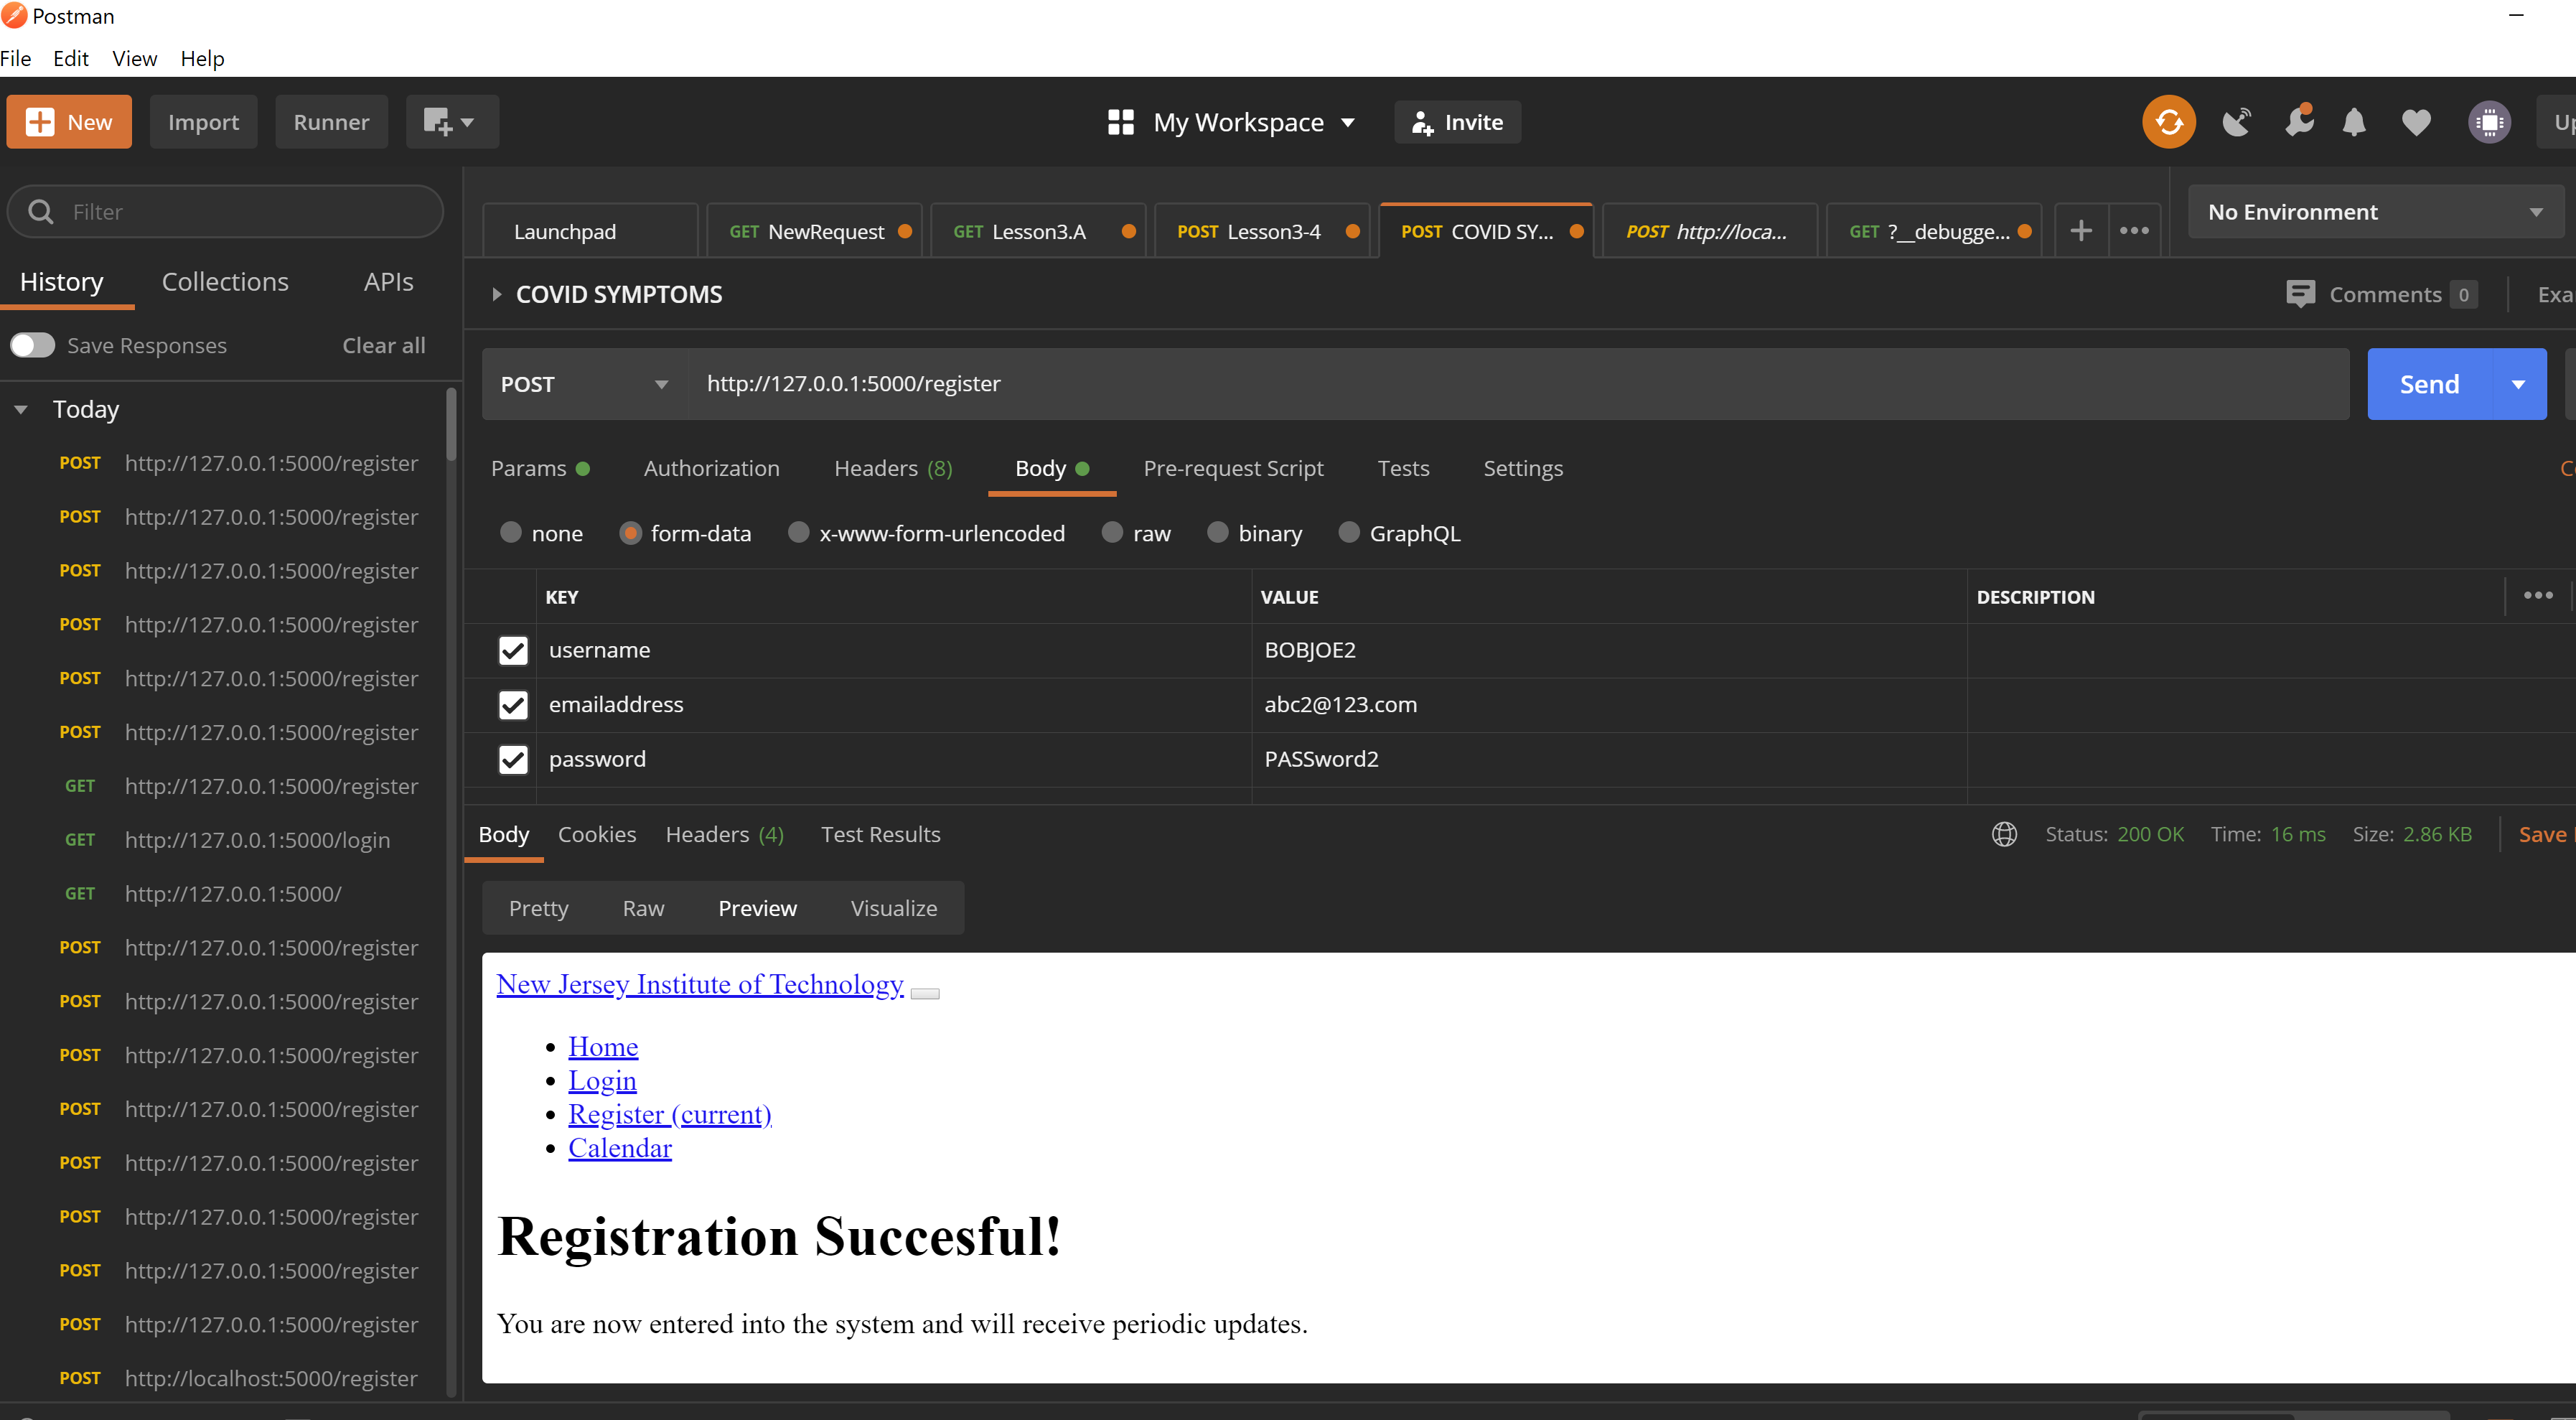 Postman
File Edit View Help
New Import Runner My Workspace Invite
Filter
Launchpad GET NewRequest GET Lesson3.A POST Lesson3-4 POST COVID SY... POST http://loca... GET ?__debugge... No Environment
History Collections APIs
COVID SYMPTOMS Comments 0
Save Responses Clear all
POST http://127.0.0.1:5000/register Send
Today
Params Authorization Headers (8) Body Pre-request Script Tests Settings
none form-data x-www-form-urlencoded raw binary GraphQL
KEY VALUE DESCRIPTION
username BOBJOE2
emailaddress abc2@123.com
password PASSword2
POST http://127.0.0.1:5000/register
POST http://127.0.0.1:5000/register
POST http://127.0.0.1:5000/register
POST http://127.0.0.1:5000/register
POST http://127.0.0.1:5000/register
POST http://127.0.0.1:5000/register
GET http://127.0.0.1:5000/register
GET http://127.0.0.1:5000/login
GET http://127.0.0.1:5000/
POST http://127.0.0.1:5000/register
POST http://127.0.0.1:5000/register
POST http://127.0.0.1:5000/register
POST http://127.0.0.1:5000/register
POST http://127.0.0.1:5000/register
POST http://127.0.0.1:5000/register
POST http://127.0.0.1:5000/register
POST http://127.0.0.1:5000/register
POST http://localhost:5000/register
Body Cookies Headers (4) Test Results Status: 200 OK Time: 16 ms Size: 2.86 KB Save
Pretty Raw Preview Visualize
New Jersey Institute of Technology
Home
Login
Register (current)
Calendar
Registration Succesful!
You are now entered into the system and will receive periodic updates.